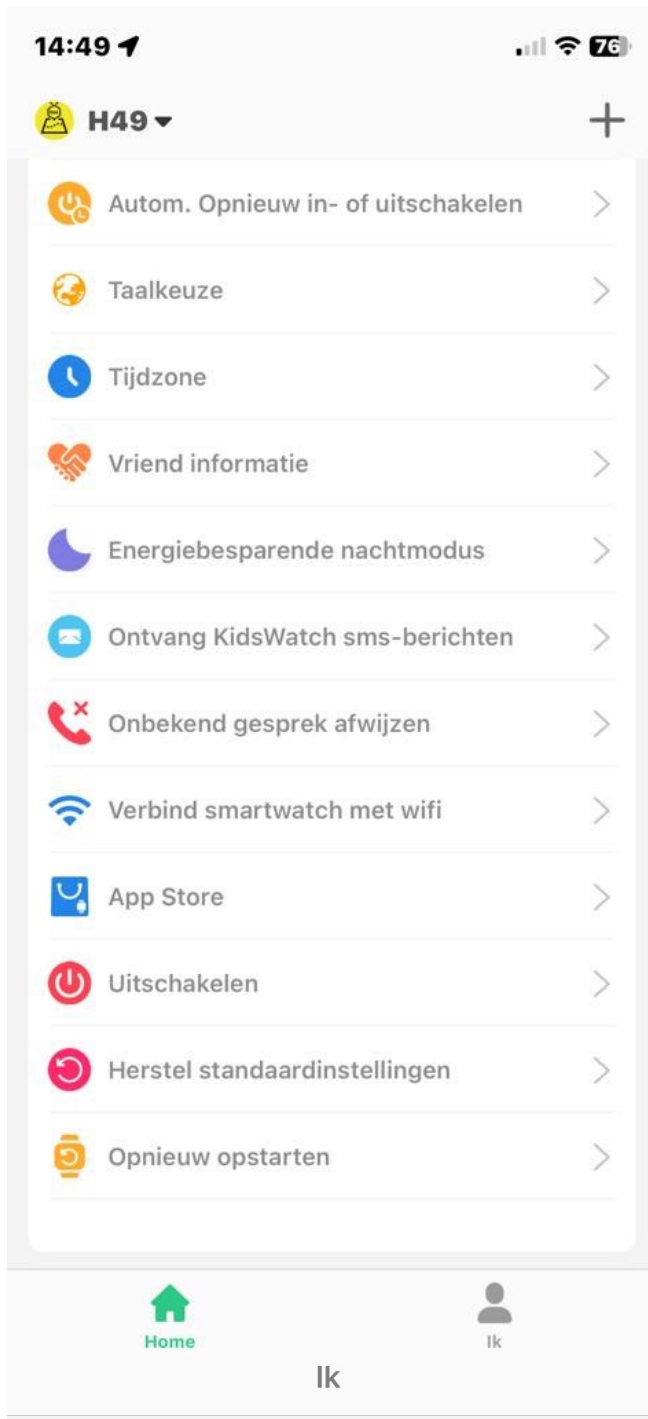 14:49
76
H49
Autom. Opnieuw in- of uitschakelen
Taalkeuze
Tijdzone
Vriend informatie
Energiebesparende nachtmodus
Ontvang KidsWatch sms-berichten
Onbekend gesprek afwijzen
Verbind smartwatch met wifi
App Store
Uitschakelen
Herstel standaardinstellingen
Opnieuw opstarten
Home
Ik
Ik